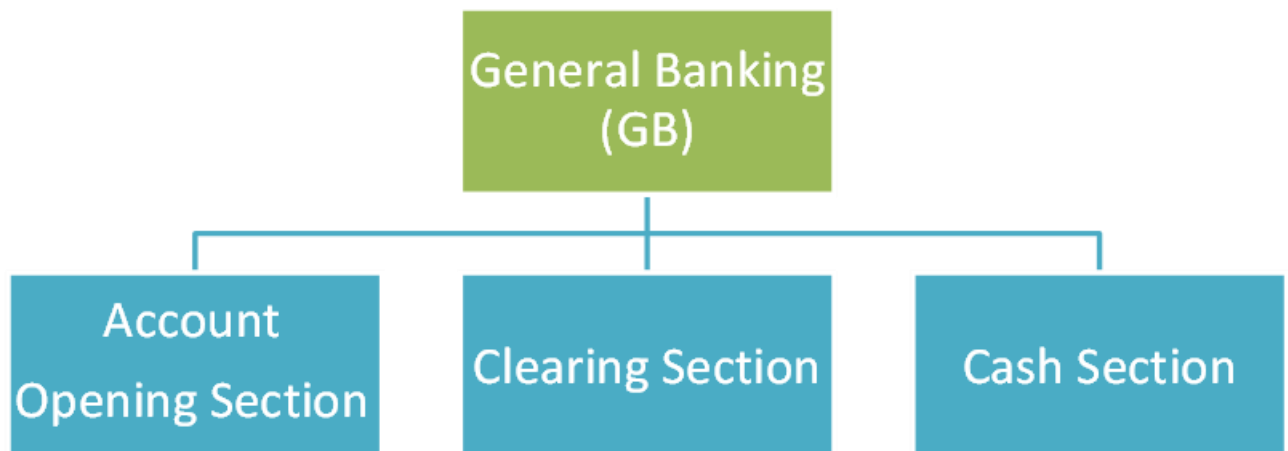 General Banking
(GB)
Account
Opening Section
Clearing Section
Cash Section